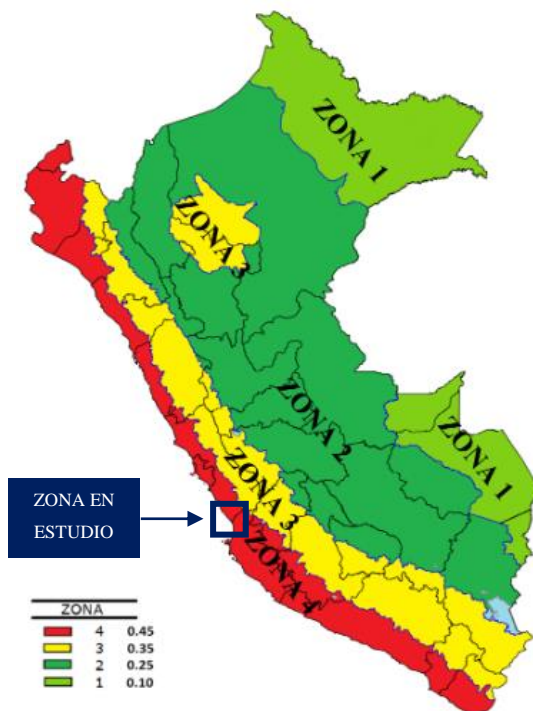 ZONA 1
ZONA 3
ZONA 2
ZONA 1
ZONA 3
ZONA EN
ESTUDIO
ZONA 4
ZONA
4 0.45
3 0.35
2 0.25
1 0.10